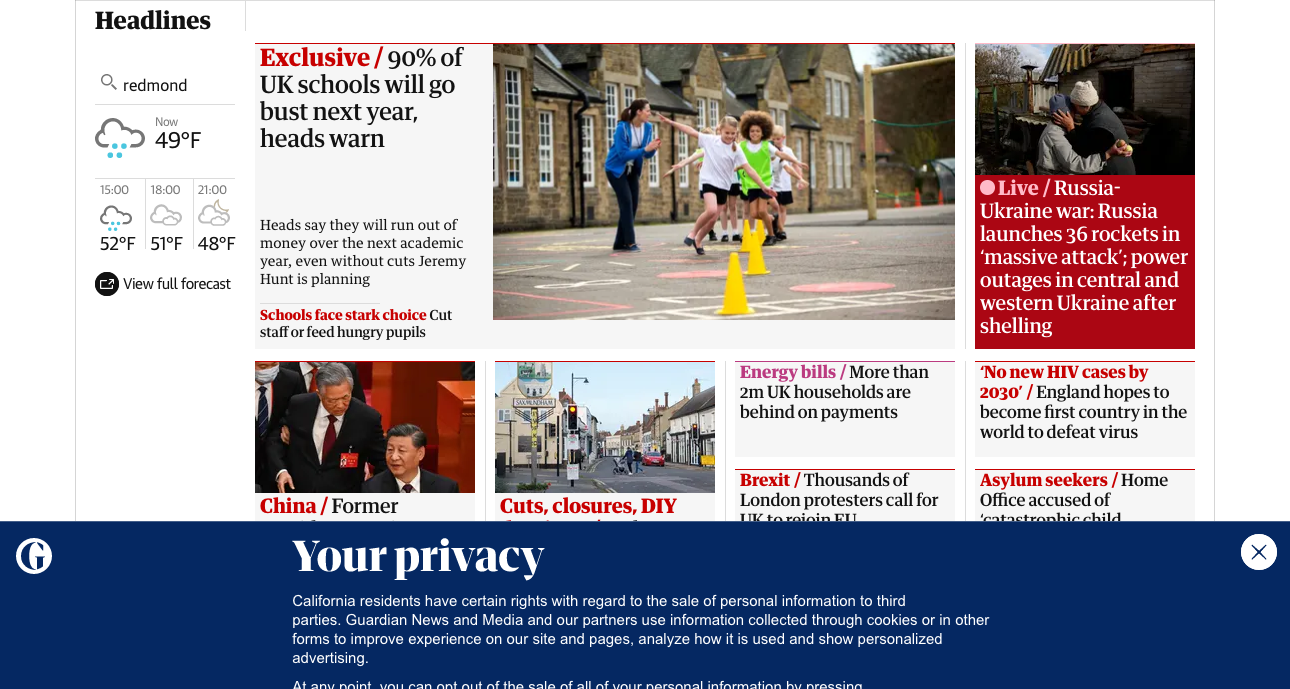 Headlines
redmond
Now
49°F
15:00
52°F
18:00
51°F
21:00
48°F
View full forecast
Exclusive / 90% of
UK schools will go
bust next year,
heads warn
Heads say they will run out of
money over the next academic
year, even without cuts Jeremy
Hunt is planning
Schools face stark choice Cut
staff or feed hungry pupils
Live / Russia-
Ukraine war: Russia
launches 36 rockets in
‘massive attack’; power
outages in central and
western Ukraine after
shelling
SAXMUNDHAM
China / Former
Cuts, closures, DIY
Energy bills / More than
2m UK households are
behind on payments
Brexit / Thousands of
London protesters call for
UK to rejoin EU
‘No new HIV cases by
2030’ / England hopes to
become first country in the
world to defeat virus
Asylum seekers / Home
Office accused of
‘catastrophic child
G
Your privacy
California residents have certain rights with regard to the sale of personal information to third
parties. Guardian News and Media and our partners use information collected through cookies or in other
forms to improve experience on our site and pages, analyze how it is used and show personalized
advertising.
At any point, you can opt out of the sale of all of your personal information by pressing